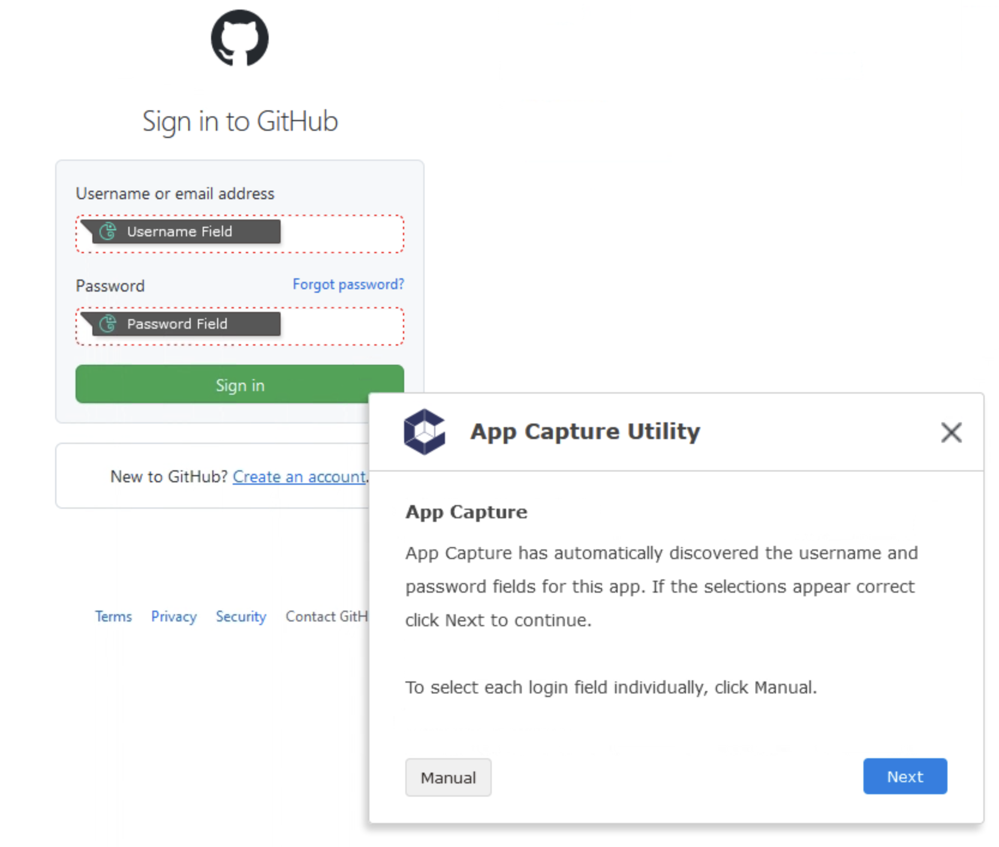 Sign in to GitHub
Username or email address
Username Field
Password
Forgot password?
Password Field
Sign in
New to GitHub? Create an account.
Terms
Privacy
Security
Contact GitH
App Capture Utility
App Capture
App Capture has automatically discovered the username and
password fields for this app. If the selections appear correct
click Next to continue.
To select each login field individually, click Manual.
Manual
Next